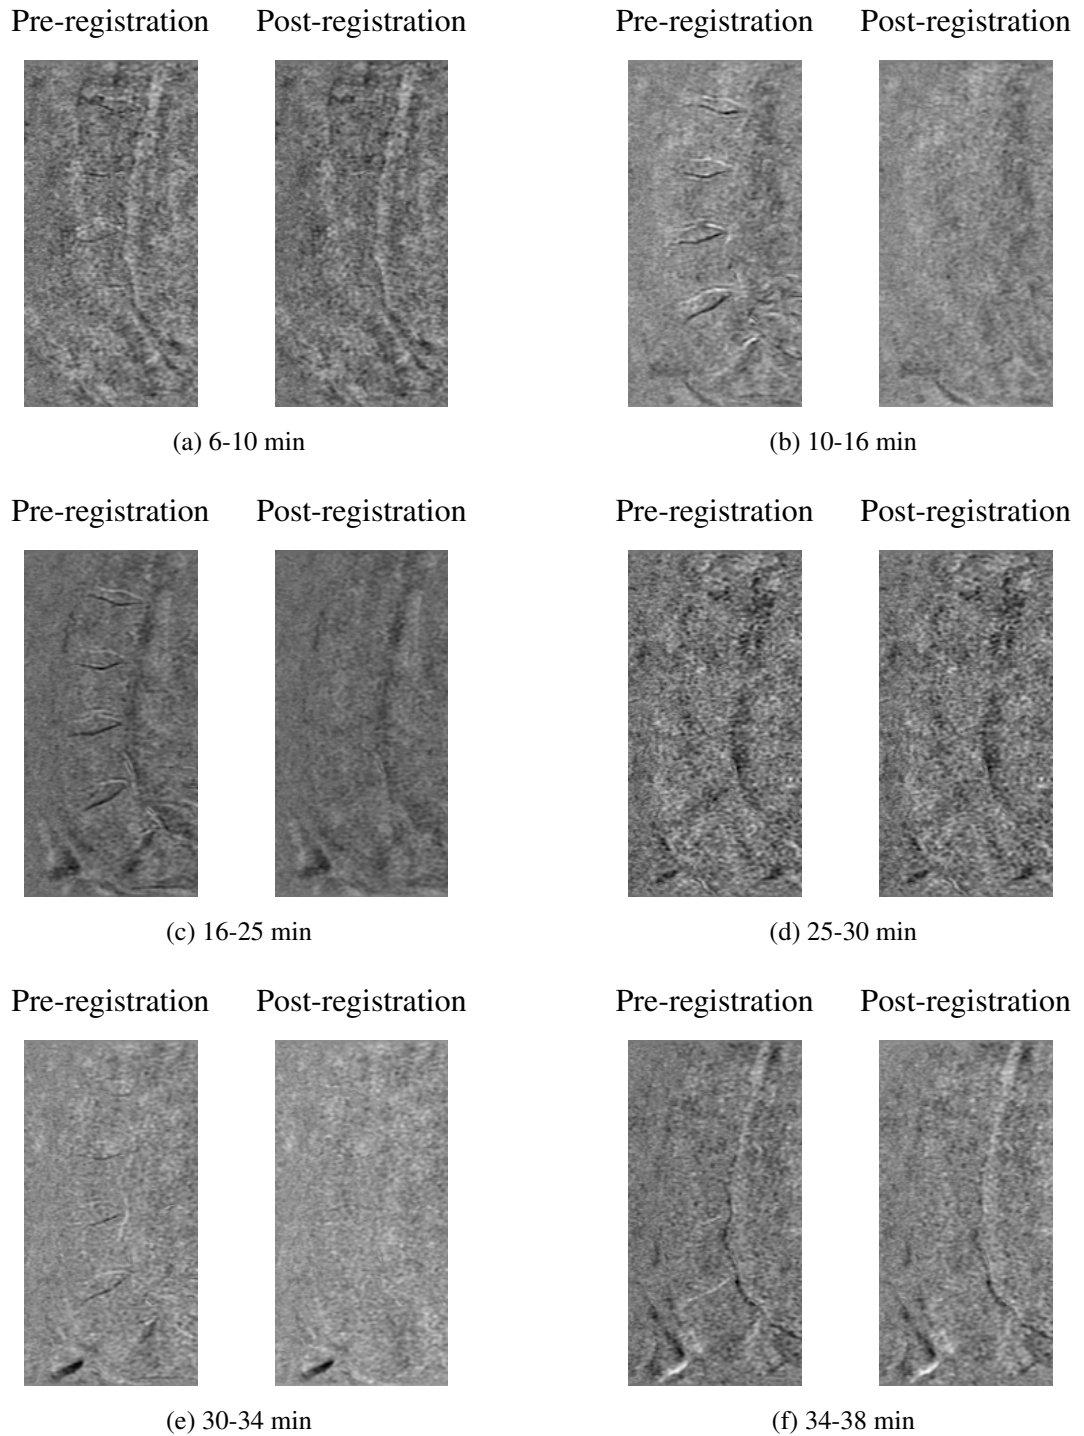 Pre-registration Post-registration Pre-registration Post-registration
(a) 6-10 min (b) 10-16 min
Pre-registration Post-registration Pre-registration Post-registration
(c) 16-25 min (d) 25-30 min
Pre-registration Post-registration Pre-registration Post-registration
(e) 30-34 min (f) 34-38 min